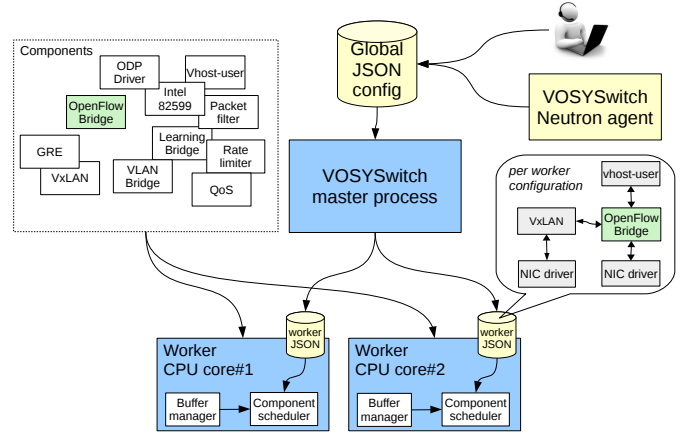 Components
ODP
Driver
Vhost-user
Intel
82599
OpenFlow
Bridge
Packet
filter
Learning
Bridge
GRE
VxLAN
VLAN
Bridge
Rate
limiter
QoS
Global
JSON
config
VOSYSwitch
Neutron agent
VOSYSwitch
master process
per worker
configuration
vhost-user
VxLAN
OpenFlow
Bridge
NIC driver
NIC driver
worker
JSON
Worker
CPU core#1
Buffer
manager
Component
scheduler
worker
JSON
Worker
CPU core#2
Buffer
manager
Component
scheduler